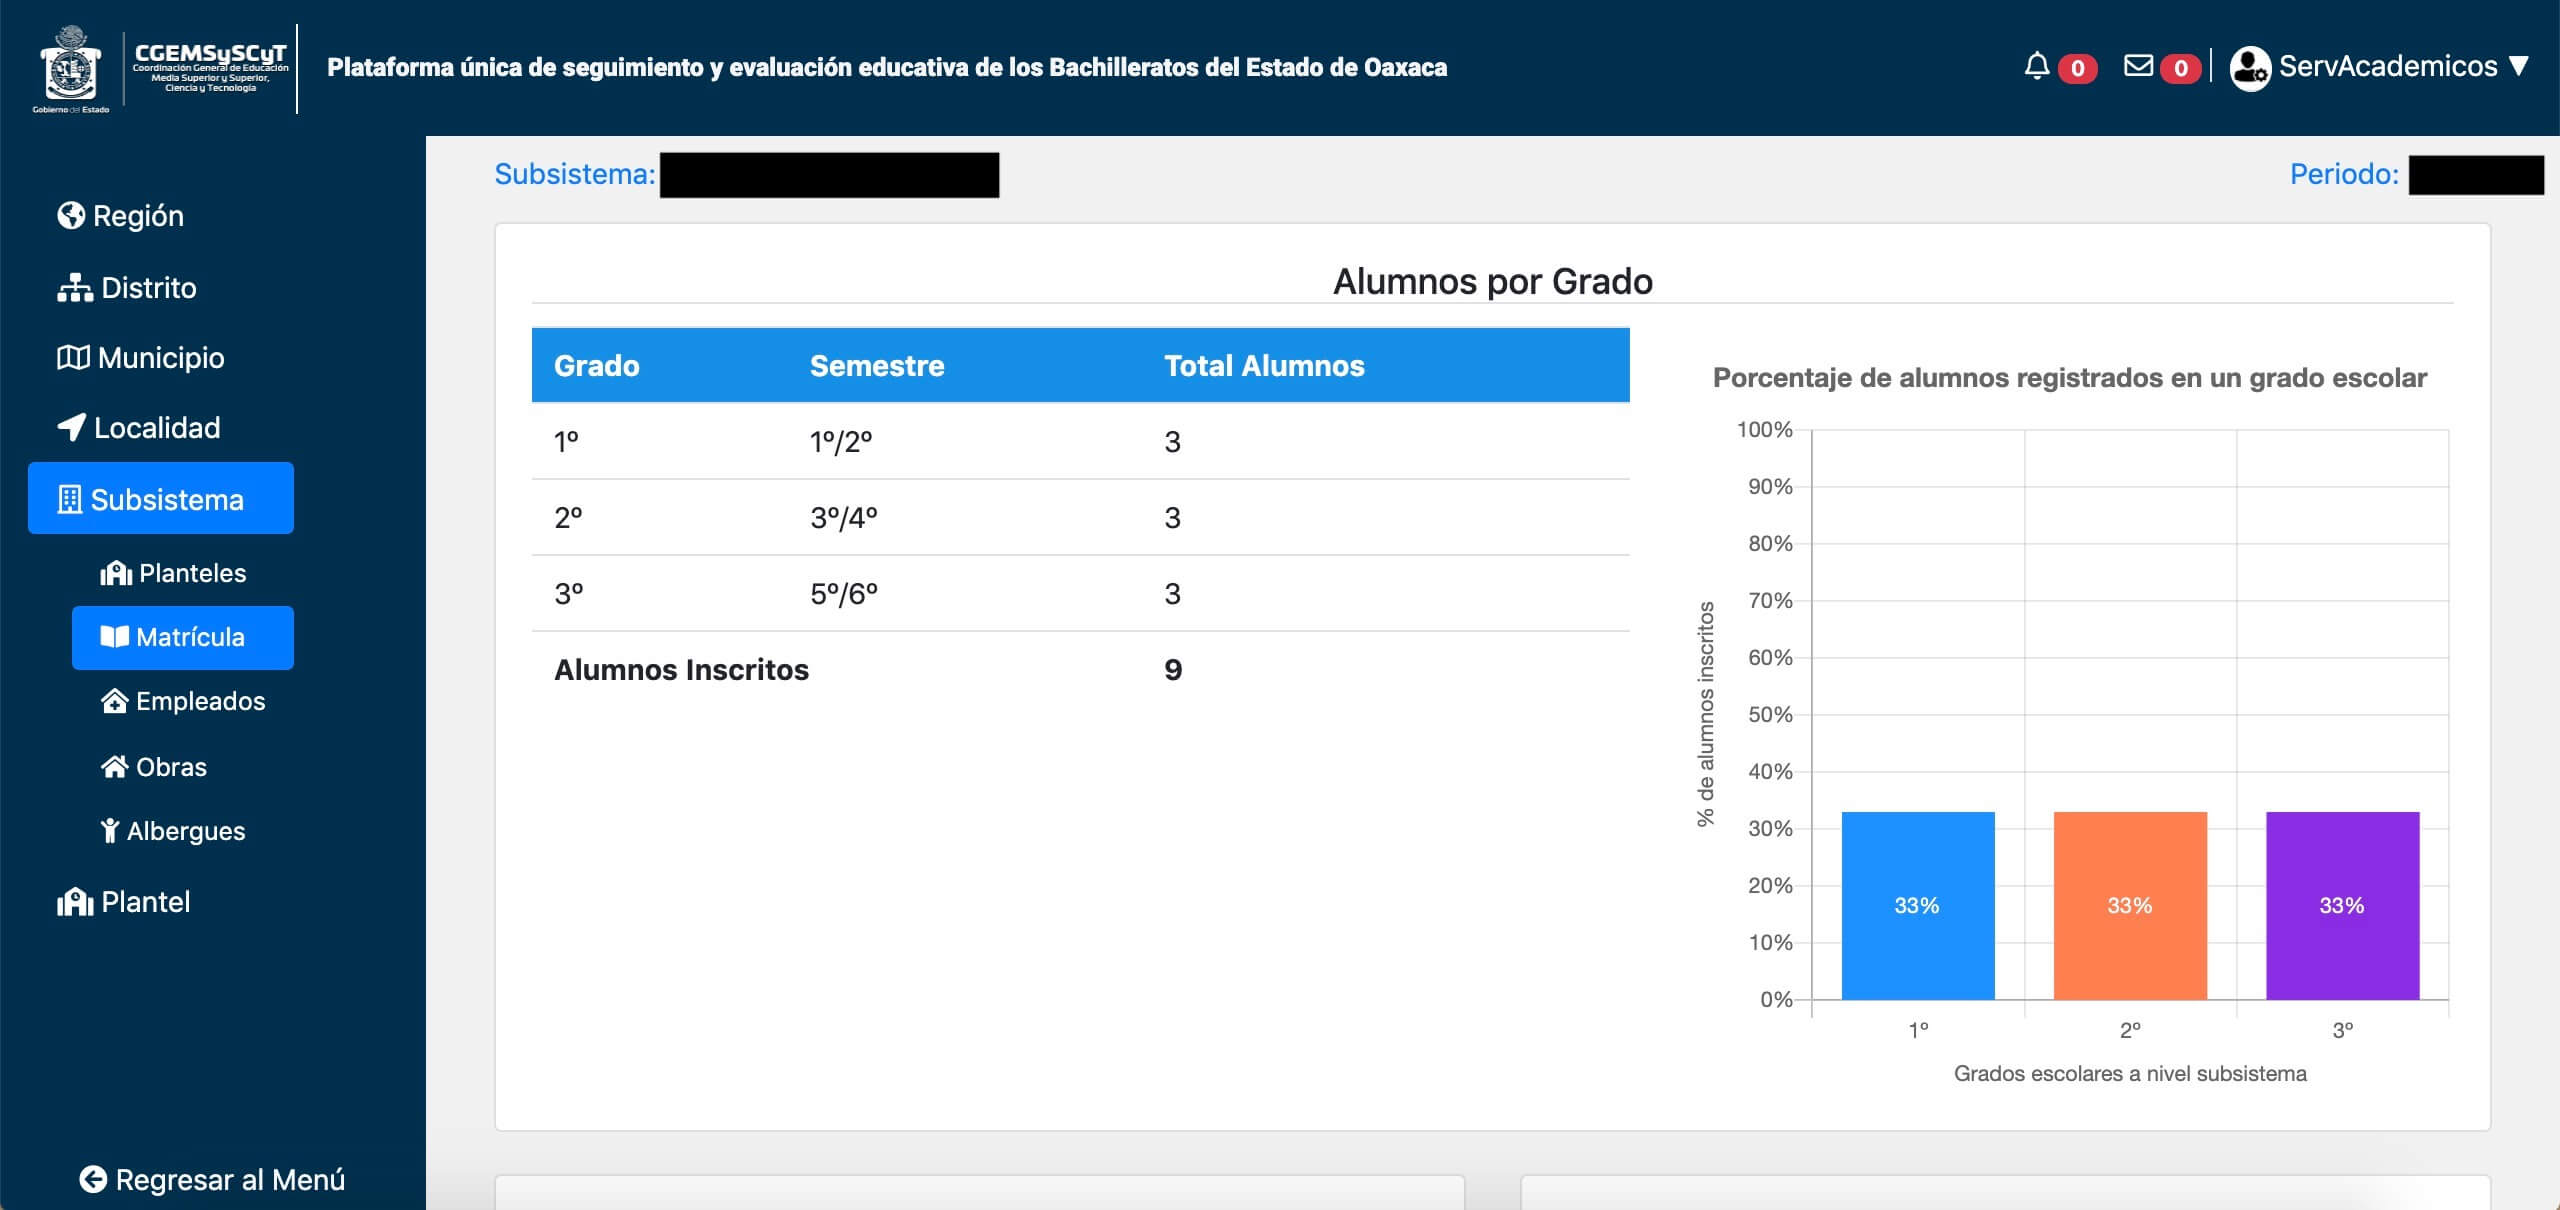 CGEMSySCyT
Coordinación General de Educación
Media Superior y Superior,
Ciencia y Tecnología
Gobierno del Estado
Plataforma única de seguimiento y evaluación educativa de los Bachilleratos del Estado de Oaxaca
0
0
ServAcademicos ▼
Región
Distrito
Municipio
Localidad
Subsistema
Planteles
Matrícula
Empleados
Obras
Albergues
Plantel
Regresar al Menú
Subsistema:
Periodo:
Alumnos por Grado
Grado Semestre Total Alumnos
1º 1º/2º 3
2º 3º/4º 3
3º 5º/6º 3
Alumnos Inscritos 9
Porcentaje de alumnos registrados en un grado escolar
100%
90%
80%
70%
60%
50%
40%
30%
20%
10%
0%
% de alumnos inscritos
33% 33% 33%
1º 2º 3º
Grados escolares a nivel subsistema